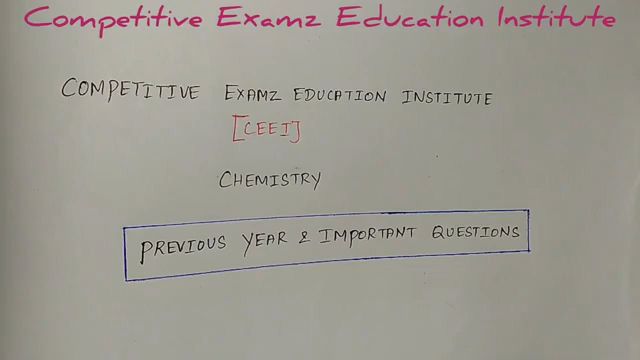 Competitive Examz Education Institute
COMPETITIVE EXAMZ EDUCATION INSTITUTE
[CEEI]
CHEMISTRY
PREVIOUS YEAR & IMPORTANT QUESTIONS